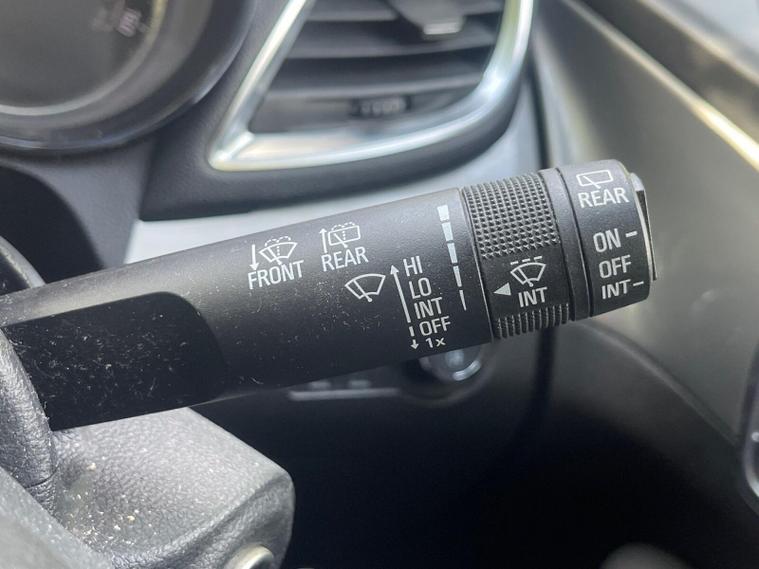 FRONT
REAR
HI
LO
INT
OFF
1x
INT
REAR
ON
OFF
INT